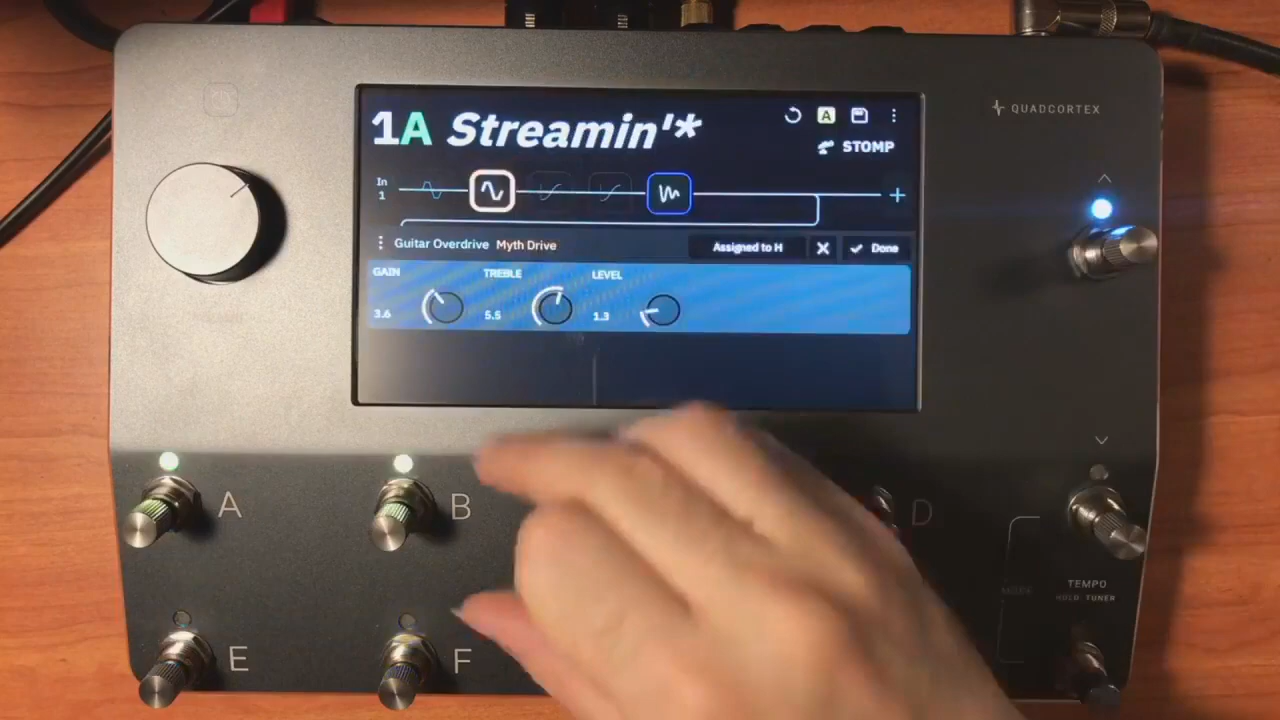 QUADCORTEX
1A Streamin'*
A
STOMP
In
1
Guitar Overdrive Myth Drive
Assigned to H
X
Done
GAIN
TREBLE
LEVEL
3.6
5.5
1.3
A
B
D
TEMPO
HOLD TUNER
MODE
E
F